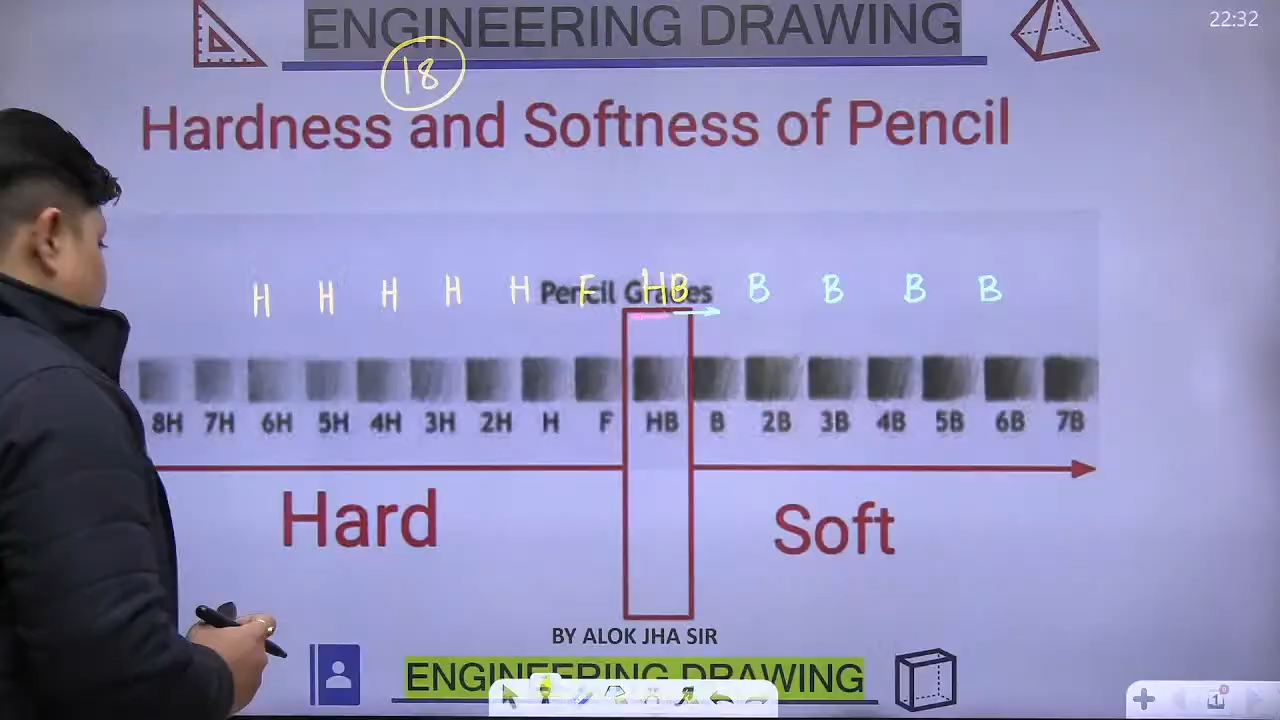 ENGINEERING DRAWING
22:32
18
Hardness and Softness of Pencil
Pencil Grades
H H H H H F HB B B B B
8H 7H 6H 5H 4H 3H 2H H F HB B 2B 3B 4B 5B 6B 7B
Hard
Soft
BY ALOK JHA SIR
ENGINEERING DRAWING